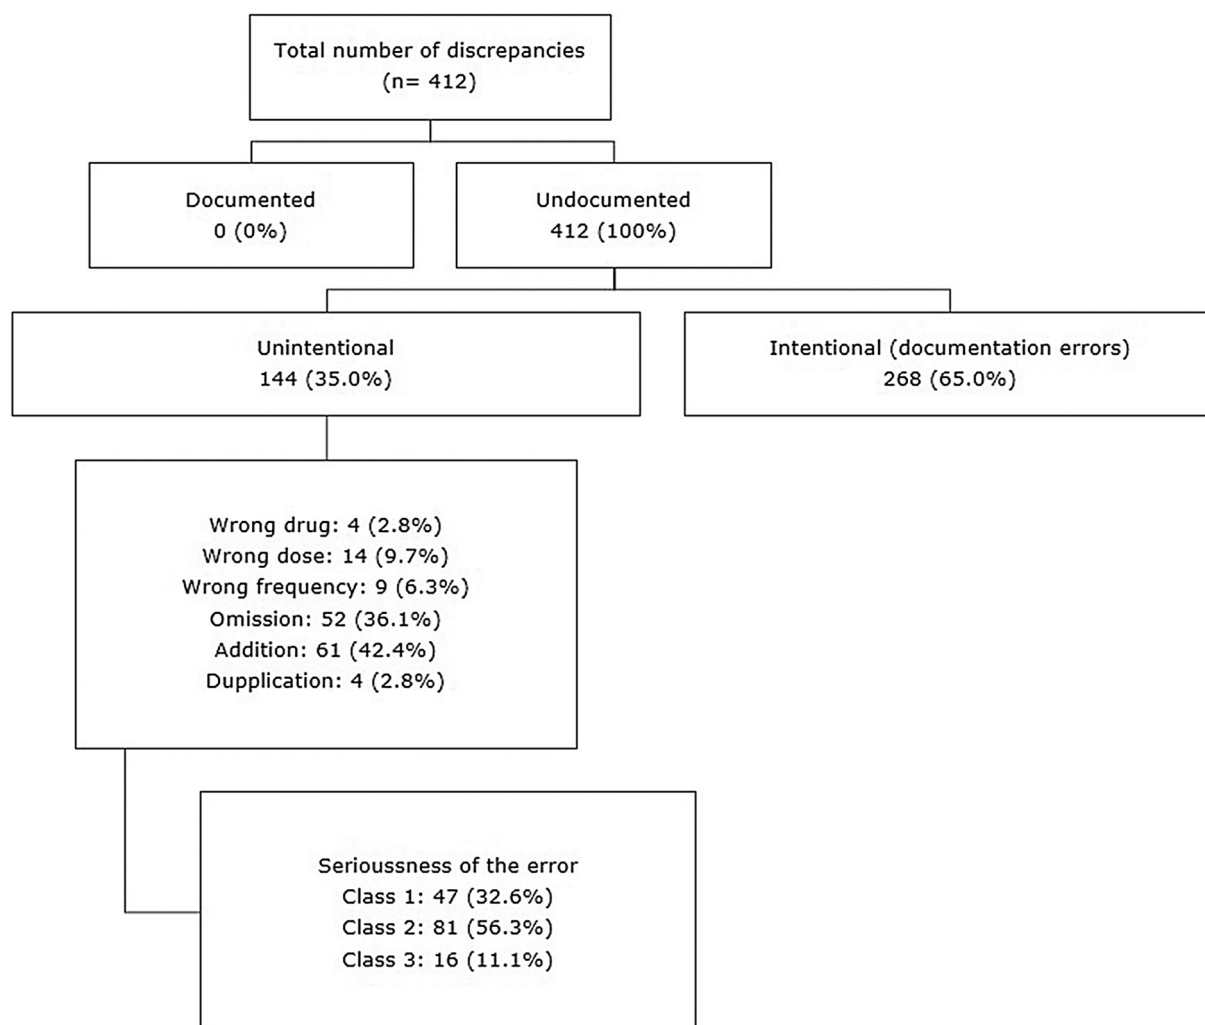 Total number of discrepancies
(n= 412)
Documented
0 (0%)
Undocumented
412 (100%)
Unintentional
144 (35.0%)
Intentional (documentation errors)
268 (65.0%)
Wrong drug: 4 (2.8%)
Wrong dose: 14 (9.7%)
Wrong frequency: 9 (6.3%)
Omission: 52 (36.1%)
Addition: 61 (42.4%)
Dupplication: 4 (2.8%)
Serioussness of the error
Class 1: 47 (32.6%)
Class 2: 81 (56.3%)
Class 3: 16 (11.1%)